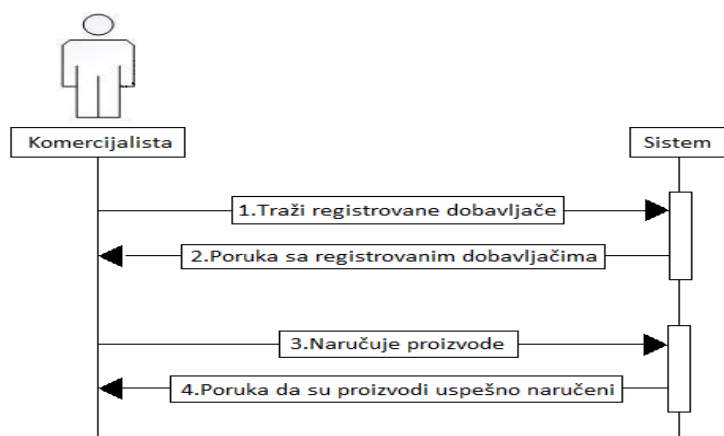 Komercijalista
Sistem
1.Traži registrovane dobavljače
2.Poruka sa registrovanim dobavljačima
3.Naručuje proizvode
4.Poruka da su proizvodi uspešno naručeni